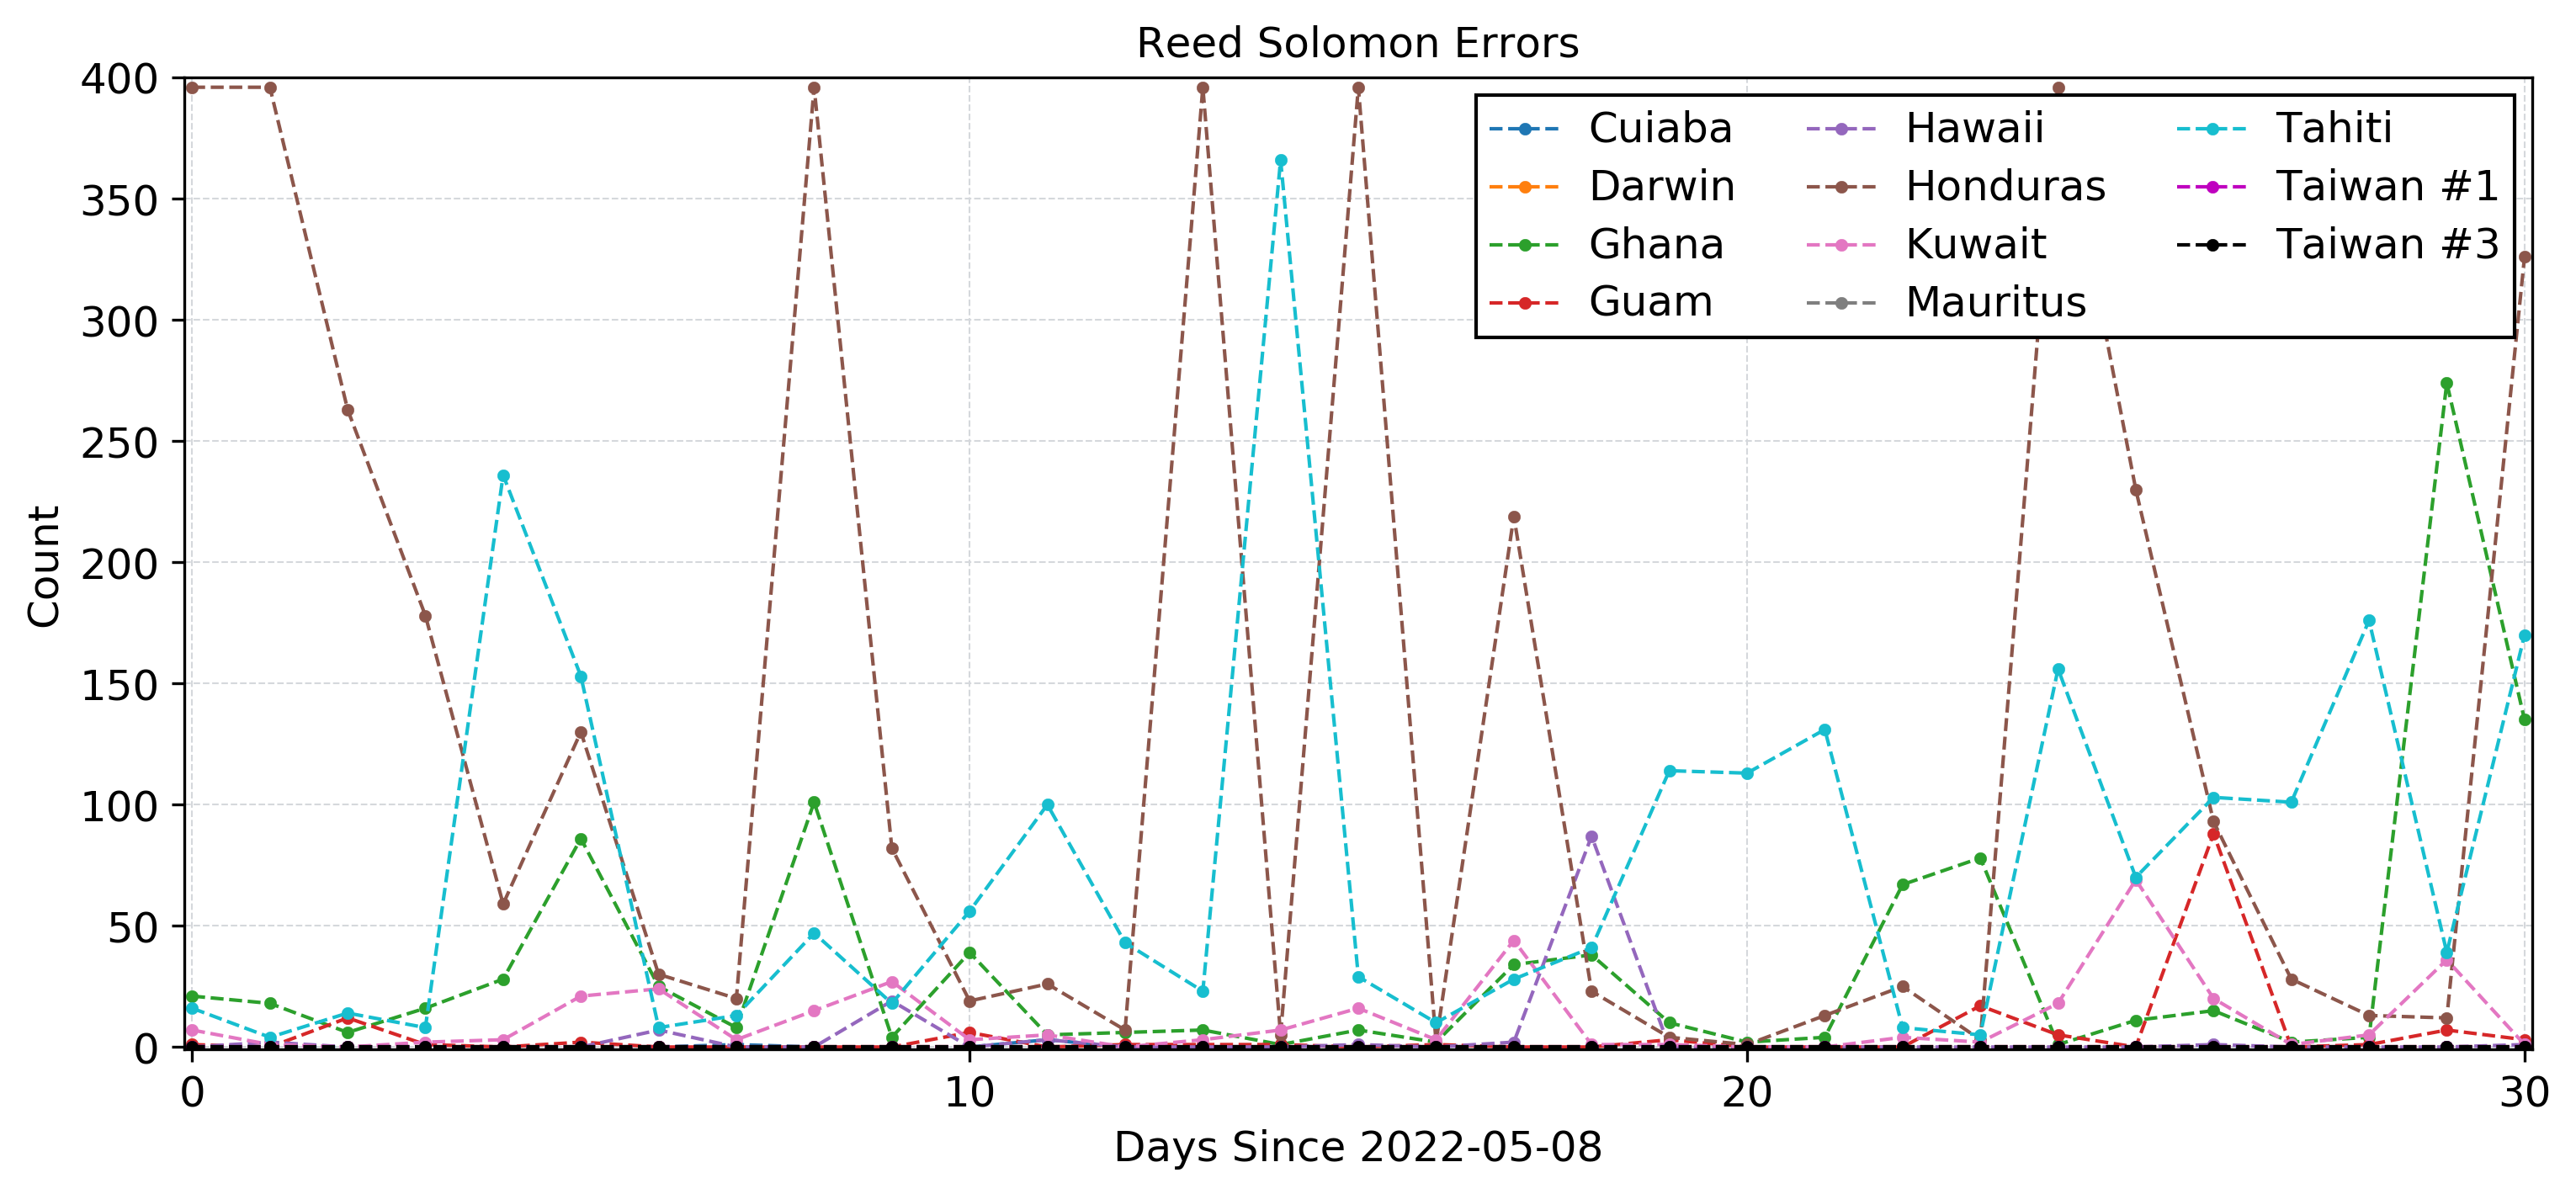 Reed Solomon Errors
400
350
300
250
200
150
100
50
0
Count
Cuiaba
Darwin
Ghana
Guam
Hawaii
Honduras
Kuwait
Mauritus
Tahiti
Taiwan #1
Taiwan #3
0 10 20 30
Days Since 2022-05-08